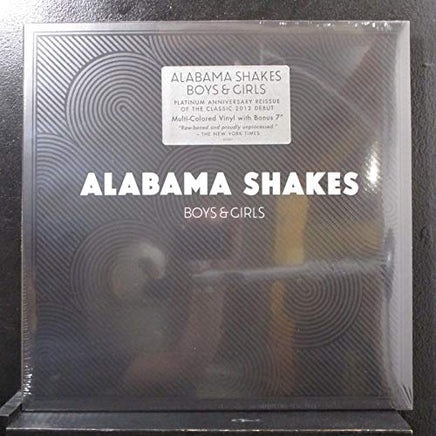 ALABAMA SHAKES
BOYS & GIRLS
PLATINUM ANNIVERSARY REISSUE
OF THE CLASSIC 2012 DEBUT
Multi-Colored Vinyl with Bonus 7"
"Raw-boned and proudly unprocessed."
– THE NEW YORK TIMES
ALABAMA SHAKES
BOYS & GIRLS